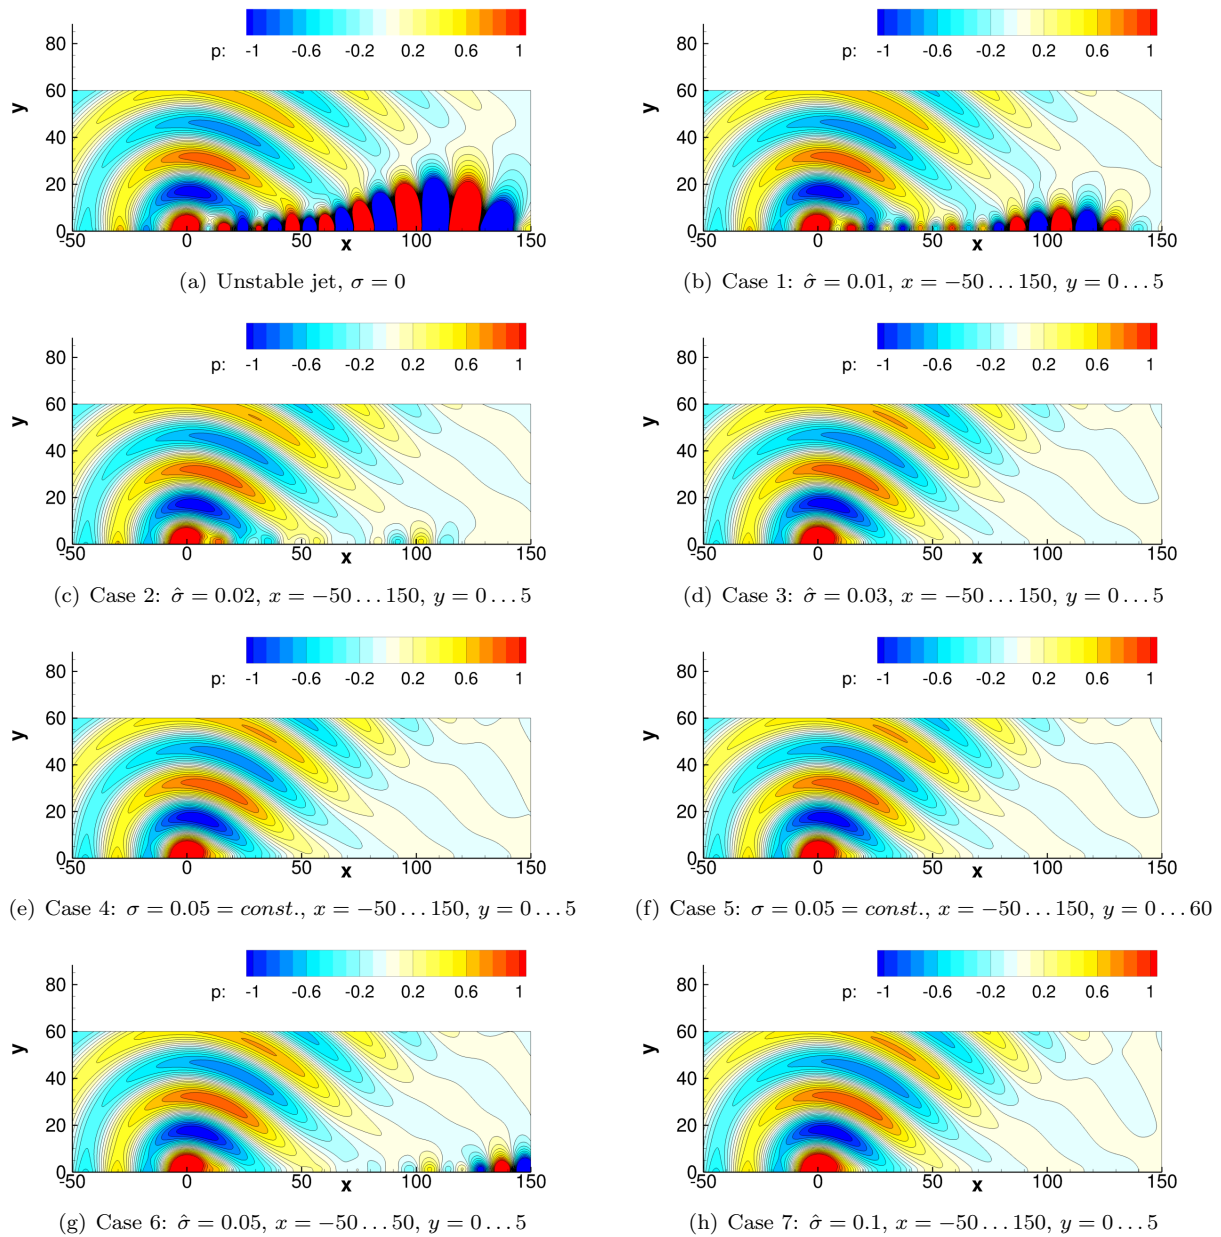 p: -1 -0.6 -0.2 0.2 0.6 1
p: -1 -0.6 -0.2 0.2 0.6 1
y 80 60 40 20 0
y 80 60 40 20 0
-50 0 50 x 100 150
-50 0 50 x 100 150
(a) Unstable jet, σ = 0
(b) Case 1: σ̂ = 0.01, x = −50 . . . 150, y = 0 . . . 5
p: -1 -0.6 -0.2 0.2 0.6 1
p: -1 -0.6 -0.2 0.2 0.6 1
y 80 60 40 20 0
y 80 60 40 20 0
-50 0 50 x 100 150
-50 0 50 x 100 150
(c) Case 2: σ̂ = 0.02, x = −50 . . . 150, y = 0 . . . 5
(d) Case 3: σ̂ = 0.03, x = −50 . . . 150, y = 0 . . . 5
p: -1 -0.6 -0.2 0.2 0.6 1
p: -1 -0.6 -0.2 0.2 0.6 1
y 80 60 40 20 0
y 80 60 40 20 0
-50 0 50 x 100 150
-50 0 50 x 100 150
(e) Case 4: σ = 0.05 = const., x = −50 . . . 150, y = 0 . . . 5
(f) Case 5: σ = 0.05 = const., x = −50 . . . 150, y = 0 . . . 60
p: -1 -0.6 -0.2 0.2 0.6 1
p: -1 -0.6 -0.2 0.2 0.6 1
y 80 60 40 20 0
y 80 60 40 20 0
-50 0 50 x 100 150
-50 0 50 x 100 150
(g) Case 6: σ̂ = 0.05, x = −50 . . . 50, y = 0 . . . 5
(h) Case 7: σ̂ = 0.1, x = −50 . . . 150, y = 0 . . . 5